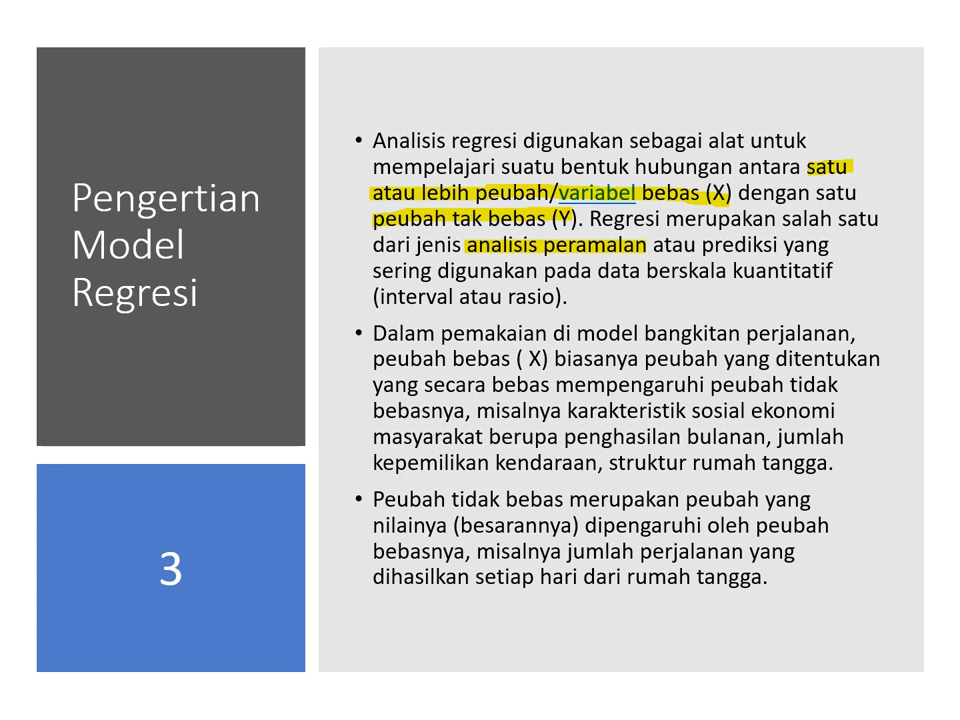 Pengertian
Model
Regresi
3
• Analisis regresi digunakan sebagai alat untuk
mempelajari suatu bentuk hubungan antara satu
atau lebih peubah/variabel bebas (X) dengan satu
peubah tak bebas (Y). Regresi merupakan salah satu
dari jenis analisis peramalan atau prediksi yang
sering digunakan pada data berskala kuantitatif
(interval atau rasio).
• Dalam pemakaian di model bangkitan perjalanan,
peubah bebas ( X) biasanya peubah yang ditentukan
yang secara bebas mempengaruhi peubah tidak
bebasnya, misalnya karakteristik sosial ekonomi
masyarakat berupa penghasilan bulanan, jumlah
kepemilikan kendaraan, struktur rumah tangga.
• Peubah tidak bebas merupakan peubah yang
nilainya (besarannya) dipengaruhi oleh peubah
bebasnya, misalnya jumlah perjalanan yang
dihasilkan setiap hari dari rumah tangga.